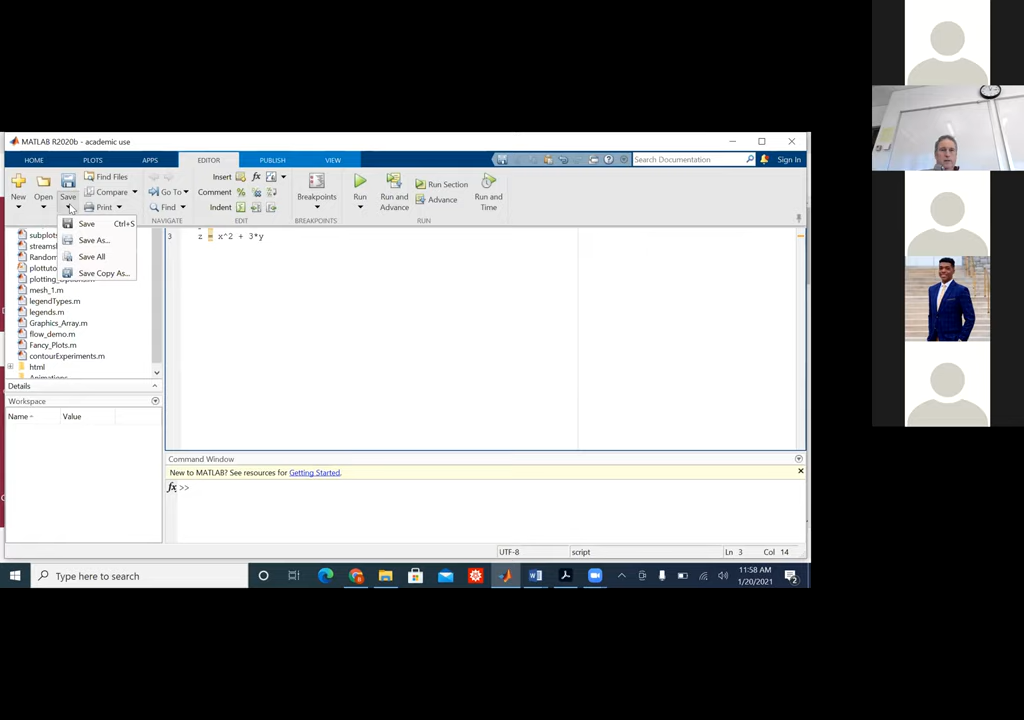 MATLAB R2020b - academic use
HOME PLOTS APPS EDITOR PUBLISH VIEW Search Documentation Sign In
New Open Save Find Files Compare Print Go To Find Insert Comment Indent Breakpoints Run Run and Advance Run Section Advance Run and Time
NAVIGATE EDIT BREAKPOINTS RUN
Save Ctrl+S
Save As...
Save All
Save Copy As...
3 z = x^2 + 3*y
subplots
Random
mesh_1.m
legendTypes.m
legends.m
Graphics_Array.m
flow_demo.m
Fancy_Plots.m
contourExperiments.m
html
Details
Workspace
Name Value
Command Window
New to MATLAB? See resources for Getting Started.
fx >>
UTF-8 script Ln 3 Col 14
Type here to search
11:58 AM
1/20/2021
2